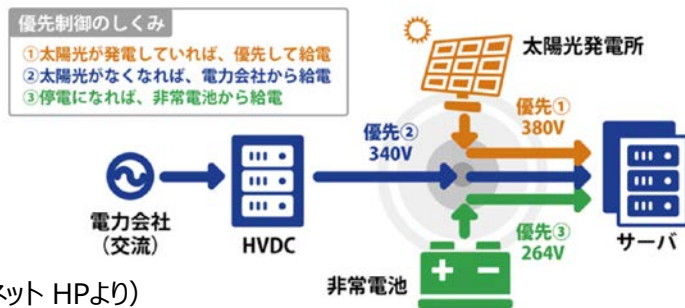 優先制御のしくみ
①太陽光が発電していれば、優先して給電
②太陽光がなくなれば、電力会社から給電
③停電になれば、非常電池から給電
太陽光発電所
優先①
380V
優先②
340V
電力会社
(交流)
HVDC
サーバ
優先③
264V
非常電池
ネット HPより)